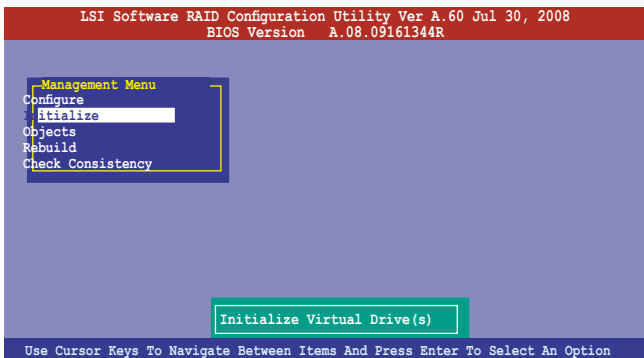 LSI Software RAID Configuration Utility Ver A.60 Jul 30, 2008
BIOS Version A.08.09161344R
Management Menu
Configure
Initialize
Objects
Rebuild
Check Consistency
Initialize Virtual Drive(s)
Use Cursor Keys To Navigate Between Items And Press Enter To Select An Option